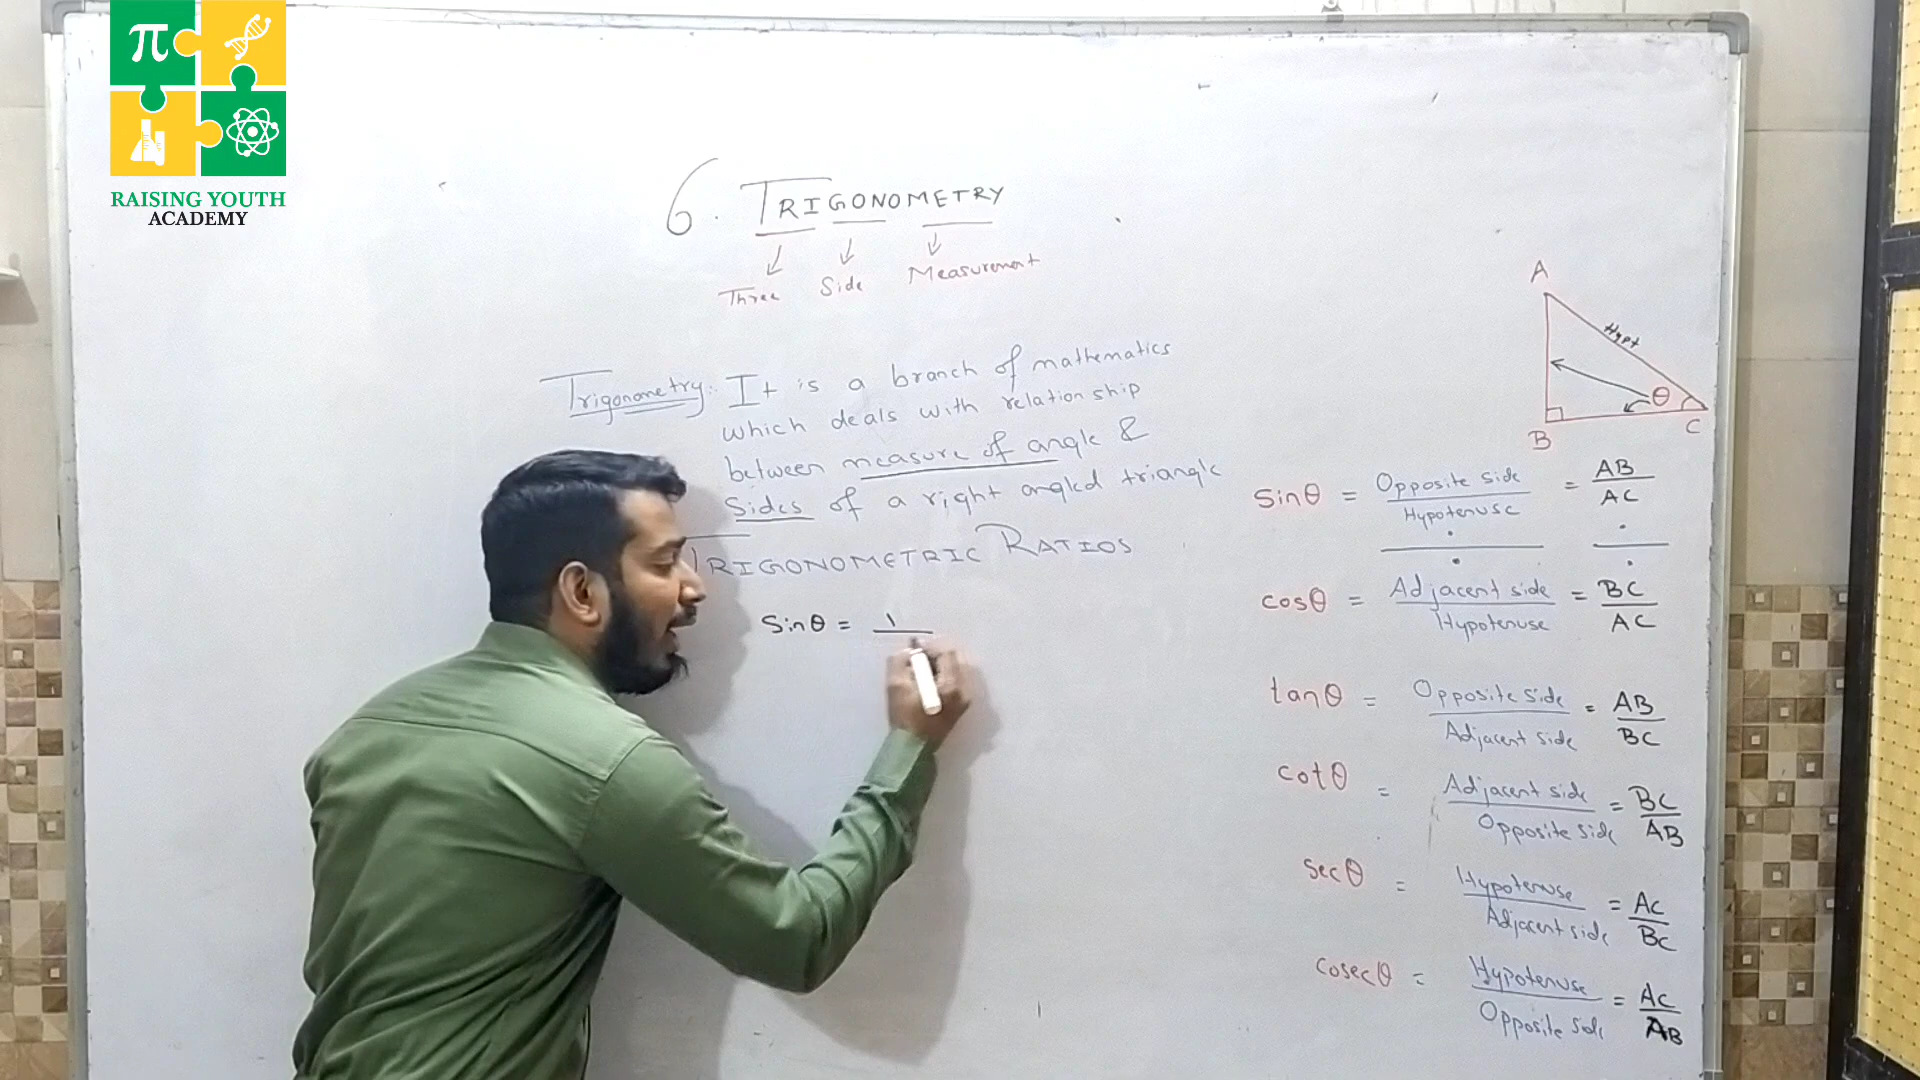 π
RAISING YOUTH
ACADEMY
6. TRIGONOMETRY
Three Side Measurement
Trigonometry: It is a branch of mathematics
which deals with relationship
between measure of angle &
Sides of a right angled triangle
TRIGONOMETRIC RATIOS
Sinθ = 1
A
Hypt
θ
B
C
Sinθ = Opposite side / Hypotenuse = AB / AC
cosθ = Adjacent side / Hypotenuse = BC / AC
tanθ = Opposite side / Adjacent side = AB / BC
cotθ = Adjacent side / Opposite side = BC / AB
secθ = Hypotenuse / Adjacent side = AC / BC
cosecθ = Hypotenuse / Opposite side = AC / AB